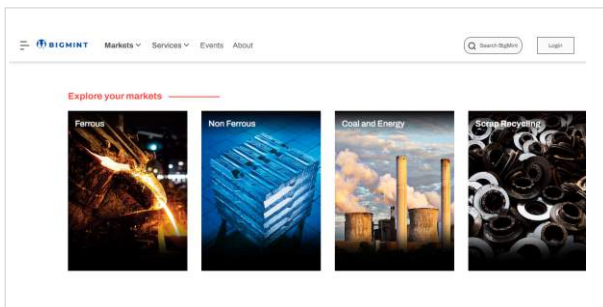 BIGMINT Markets Services Events About Search BigMint Login
Explore your markets
Ferrous Non Ferrous Coal and Energy Scrap Recycling